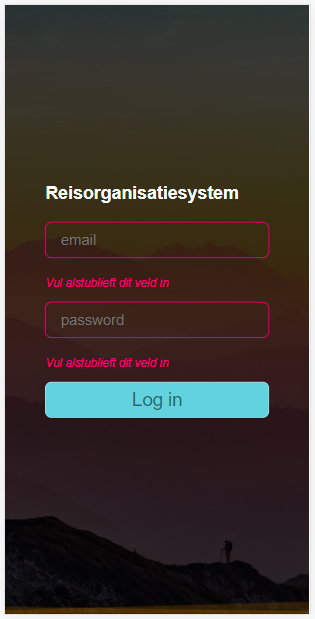 Reisorganisatiesystem
email
Vul alstublieft dit veld in
password
Vul alstublieft dit veld in
Log in